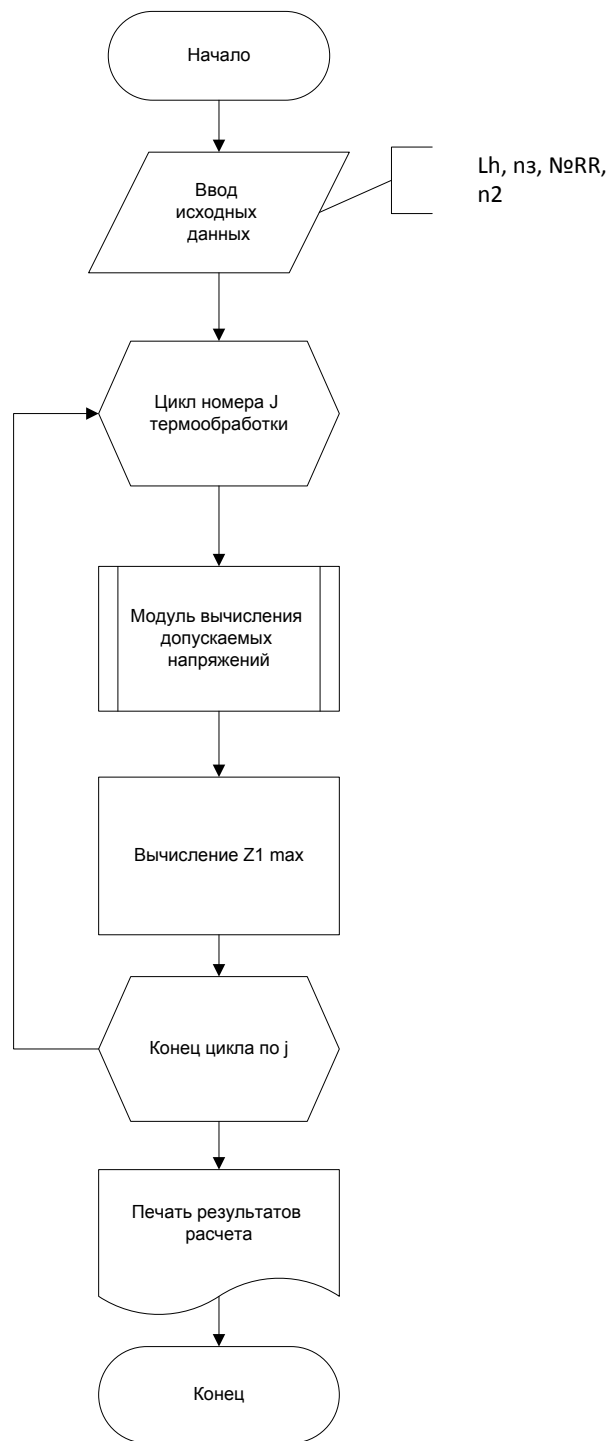 Начало
Ввод
исходных
данных
Lh, nз, №RR,
n2
Цикл номера J
термообработки
Модуль вычисления
допускаемых
напряжений
Вычисление Z1 max
Конец цикла по j
Печать результатов
расчета
Конец